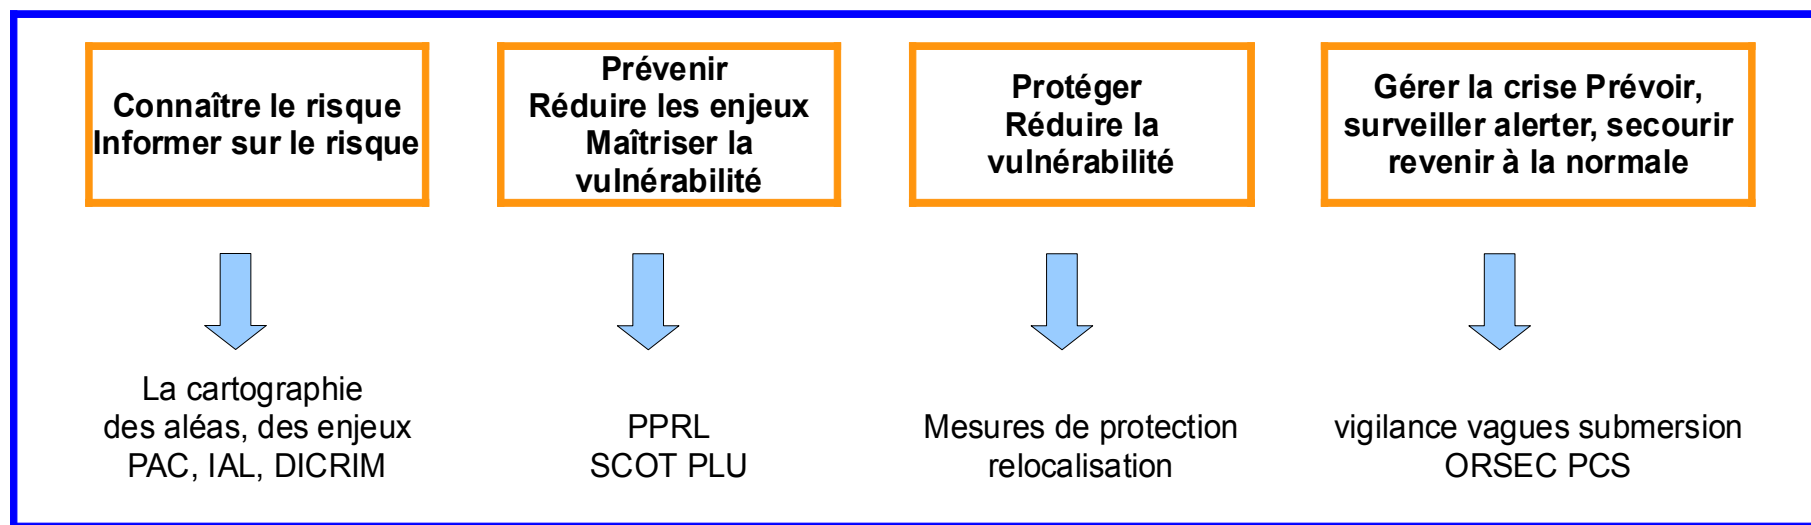 Connaître le risque
Informer sur le risque
Prévenir
Réduire les enjeux
Maîtriser la
vulnérabilité
Protéger
Réduire la
vulnérabilité
Gérer la crise Prévoir,
surveiller alerter, secourir
revenir à la normale
La cartographie
des aléas, des enjeux
PAC, IAL, DICRIM
PPRL
SCOT PLU
Mesures de protection
relocalisation
vigilance vagues submersion
ORSEC PCS